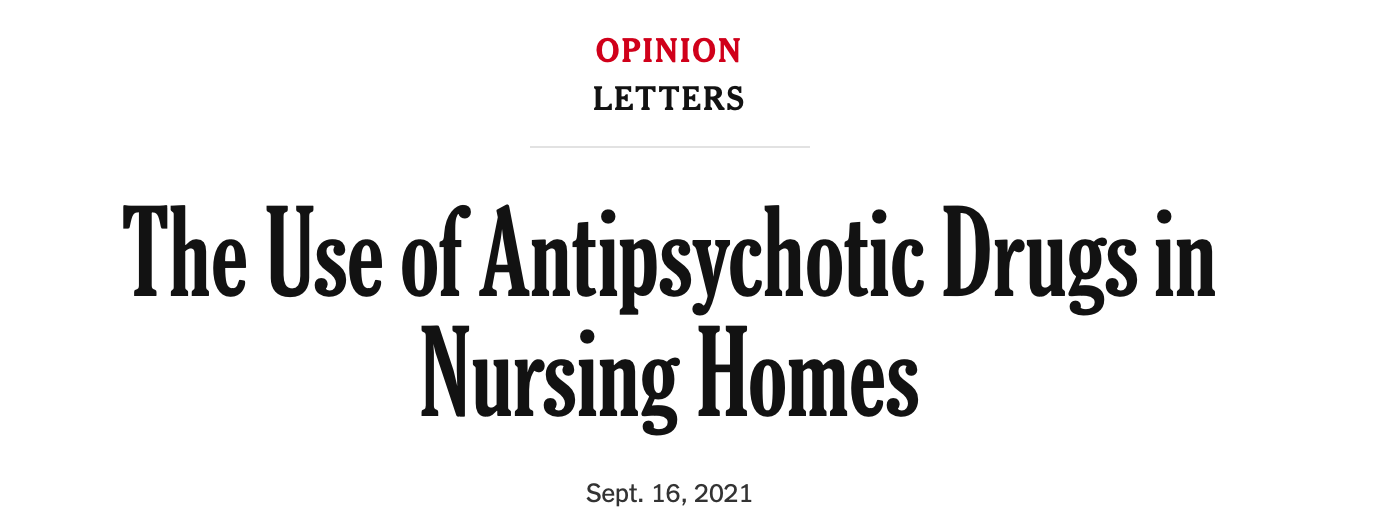 OPINION
LETTERS
The Use of Antipsychotic Drugs in
Nursing Homes
Sept. 16, 2021